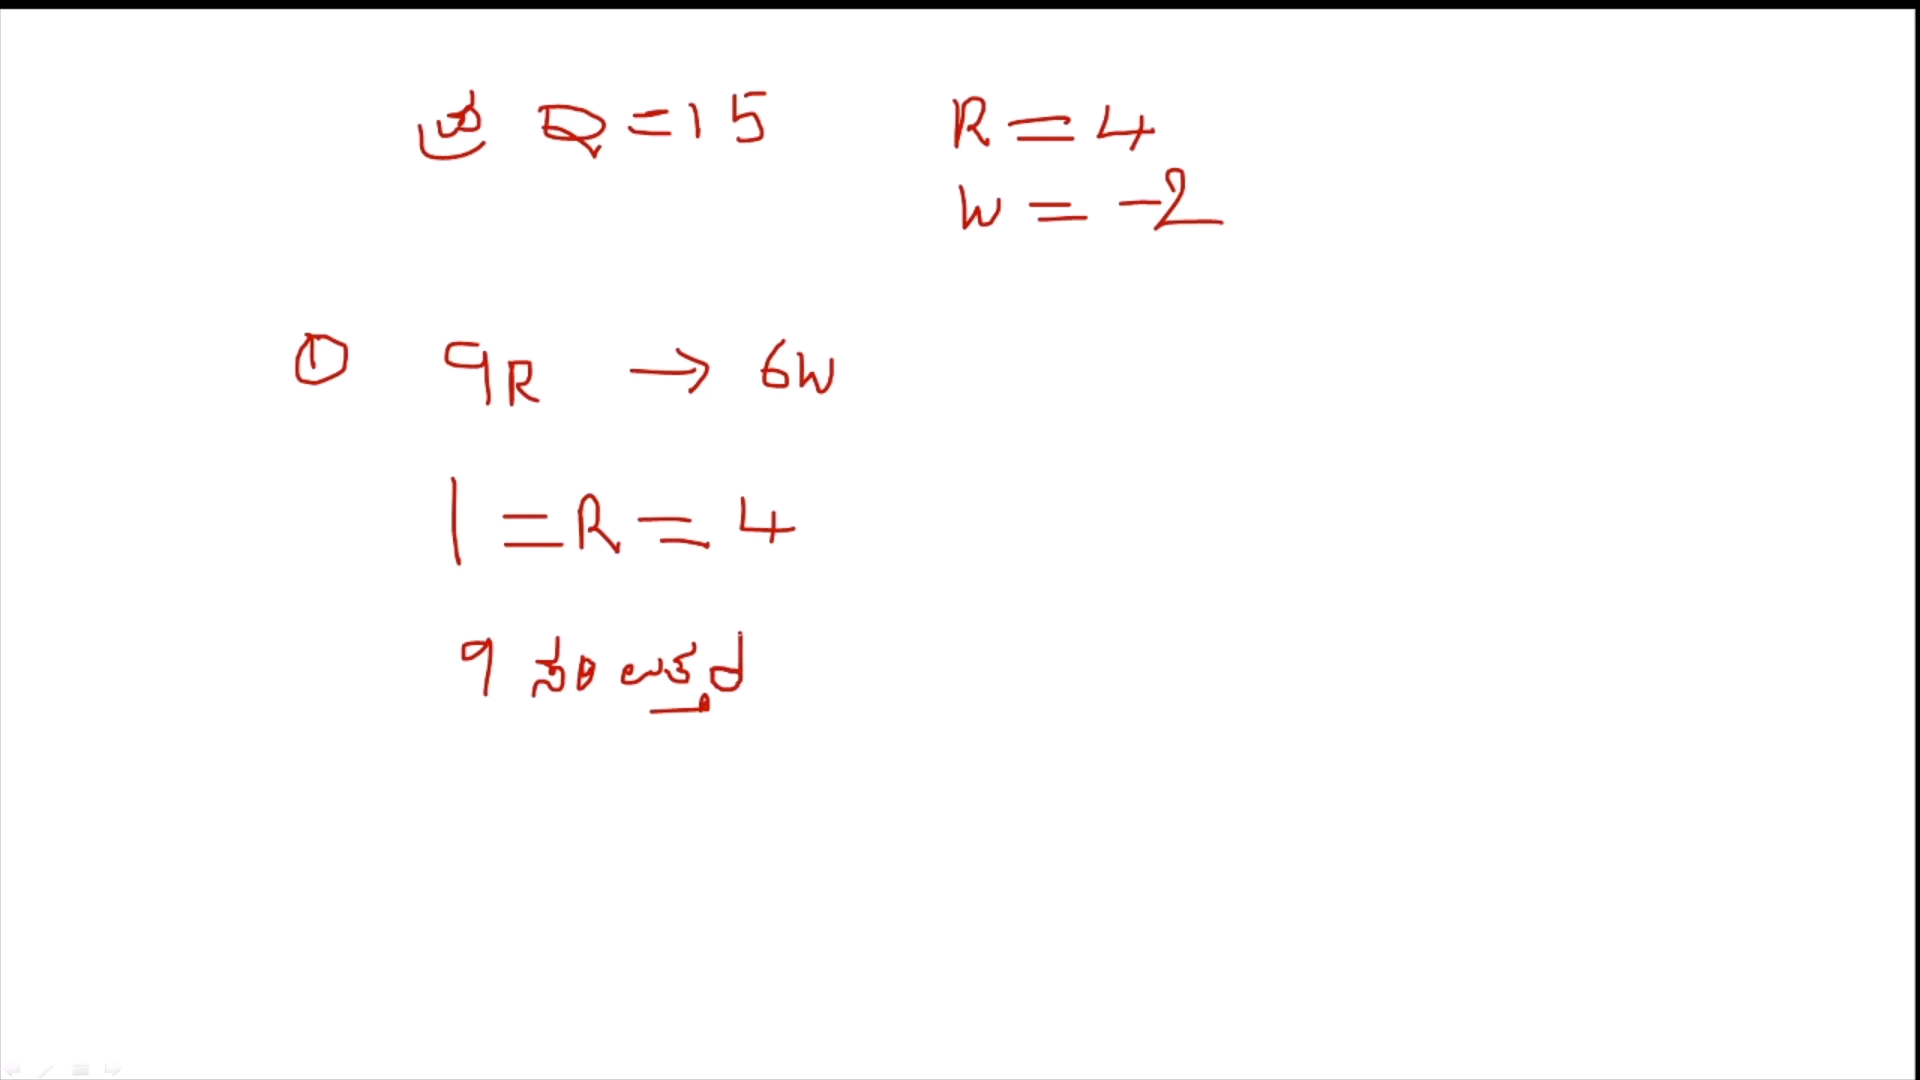 Q = 15 R = 4
W = -2
① 9R → 6W
1 = R = 4
9 ಸರಿ ಉತ್ತರ